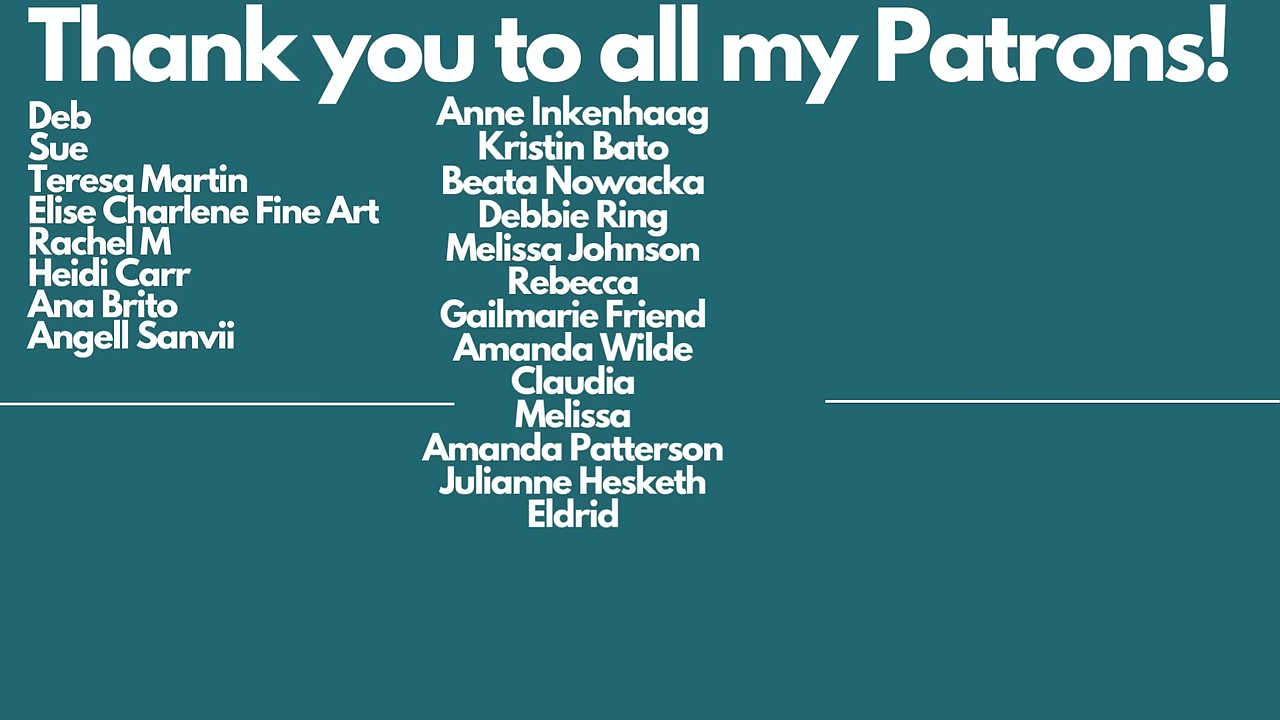 Thank you to all my Patrons!
Deb
Sue
Teresa Martin
Elise Charlene Fine Art
Rachel M
Heidi Carr
Ana Brito
Angell Sanvii
Anne Inkenhaag
Kristin Bato
Beata Nowacka
Debbie Ring
Melissa Johnson
Rebecca
Gailmarie Friend
Amanda Wilde
Claudia
Melissa
Amanda Patterson
Julianne Hesketh
Eldrid